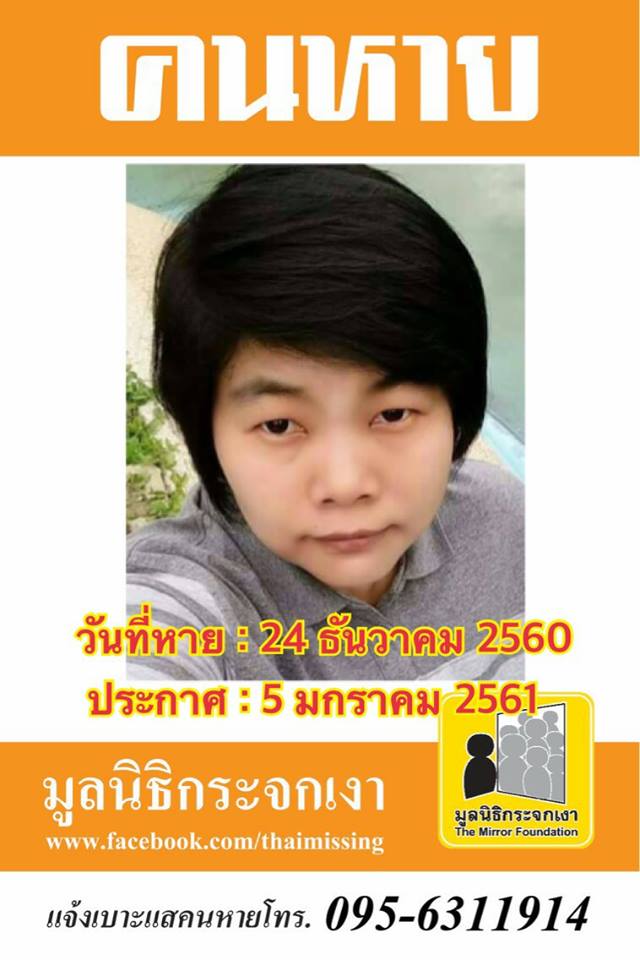 คนหาย
วันที่หาย : 24 ธันวาคม 2560
ประกาศ : 5 มกราคม 2561
มูลนิธิกระจกเงา
www.facebook.com/thaimissing
มูลนิธิกระจกเงา
The Mirror Foundation
แจ้งเบาะแสคนหายโทร. 095-6311914